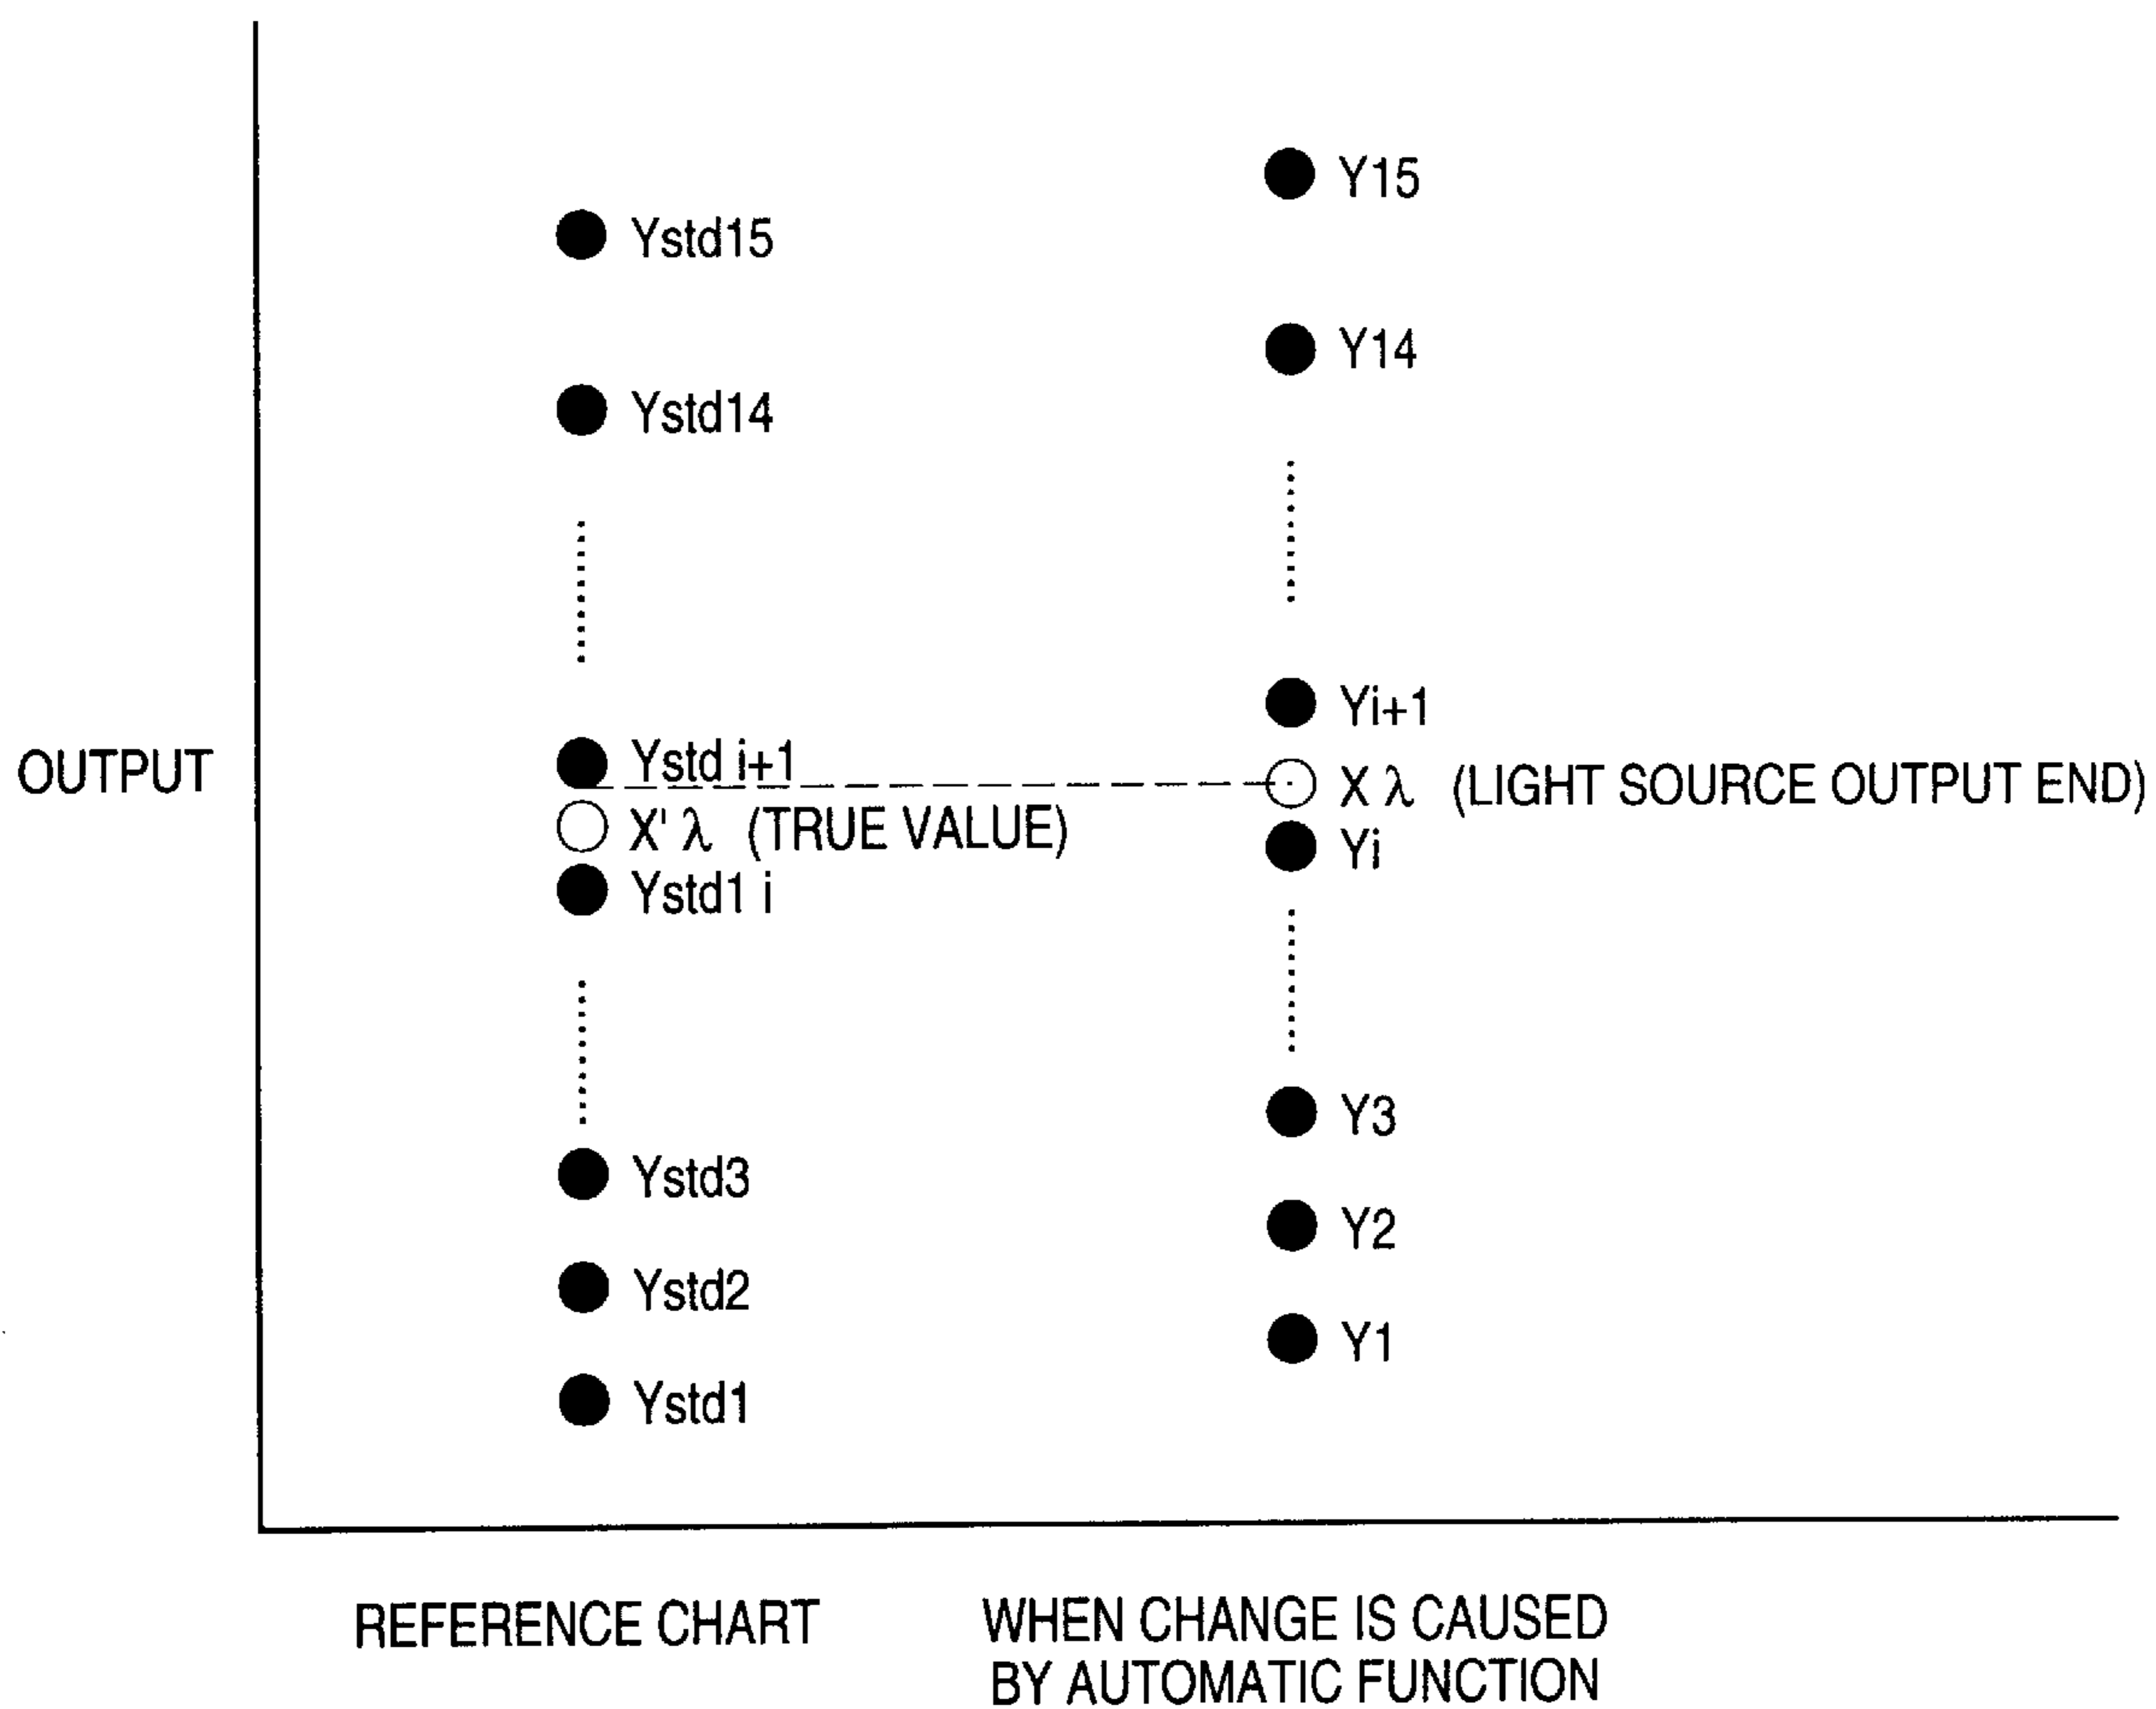 Y15
Ystd15
Y14
Ystd14
Yi+1
Ystd i+1
OUTPUT
X λ (LIGHT SOURCE OUTPUT END)
X' λ (TRUE VALUE)
Yi
Ystd1 i
Y3
Ystd3
Y2
Ystd2
Y1
Ystd1
REFERENCE CHART
WHEN CHANGE IS CAUSED
BY AUTOMATIC FUNCTION